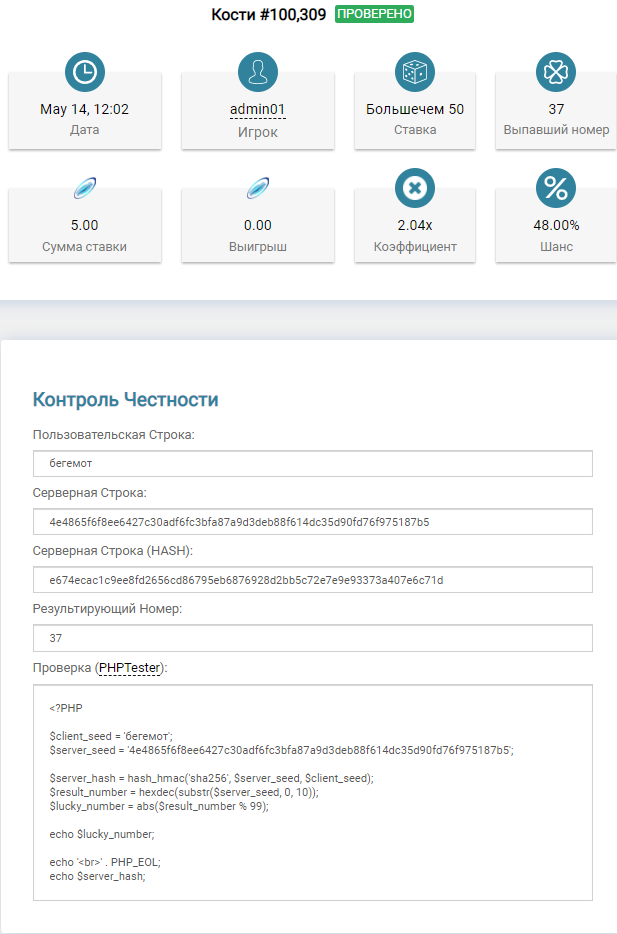 Кости #100,309 ПРОВЕРЕНО
May 14, 12:02
Дата
admin01
Игрок
Большечем 50
Ставка
37
Выпавший номер
5.00
Сумма ставки
0.00
Выигрыш
2.04x
Коэффициент
48.00%
Шанс
Контроль Честности
Пользовательская Строка:
бегемот
Серверная Строка:
4e4865f6f8ee6427c30adf6fc3bfa87a9d3deb88f614dc35d90fd76f975187b5
Серверная Строка (HASH):
e674ecac1c9ee8fd2656cd86795eb6876928d2bb5c72e7e9e93373a407e6c71d
Результирующий Номер:
37
Проверка (PHPTester):
<?PHP
$client_seed = 'бегемот';
$server_seed = '4e4865f6f8ee6427c30adf6fc3bfa87a9d3deb88f614dc35d90fd76f975187b5';
$server_hash = hash_hmac('sha256', $server_seed, $client_seed);
$result_number = hexdec(substr($server_seed, 0, 10));
$lucky_number = abs($result_number % 99);
echo $lucky_number;
echo '<br>' . PHP_EOL;
echo $server_hash;